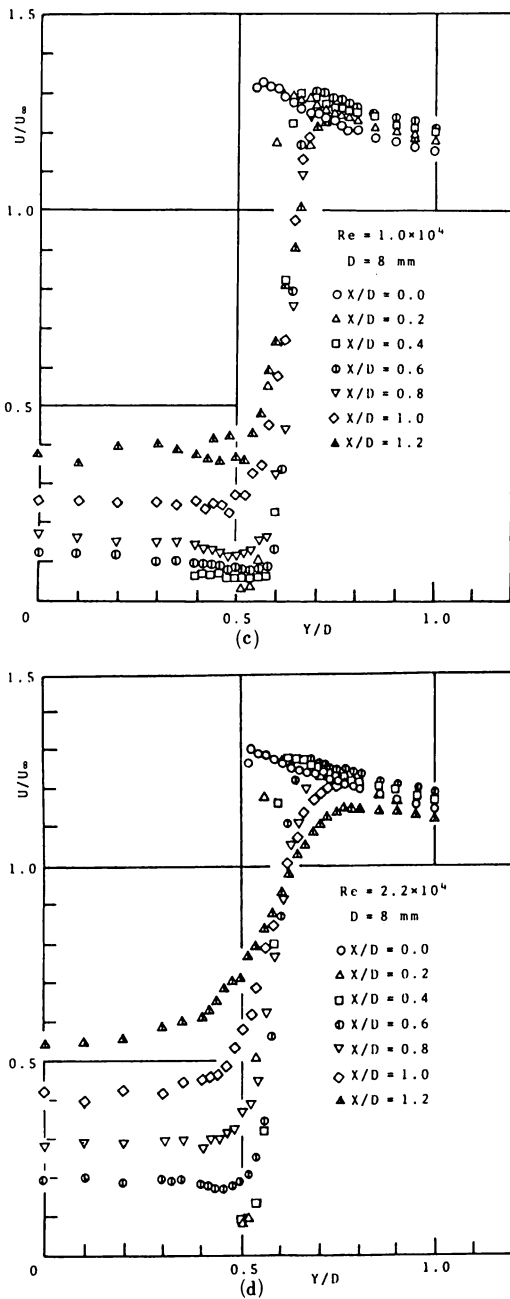 1.5
U/U∞
1.0
Re = 1.0×10⁴
D = 8 mm
X/D = 0.0
X/D = 0.2
X/D = 0.4
X/D = 0.6
X/D = 0.8
X/D = 1.0
X/D = 1.2
0.5
0
0.5
Y/D
1.0
(c)
1.5
U/U∞
1.0
Re = 2.2×10⁴
D = 8 mm
X/D = 0.0
X/D = 0.2
X/D = 0.4
X/D = 0.6
X/D = 0.8
X/D = 1.0
X/D = 1.2
0.5
0
0
0.5
Y/D
1.0
(d)